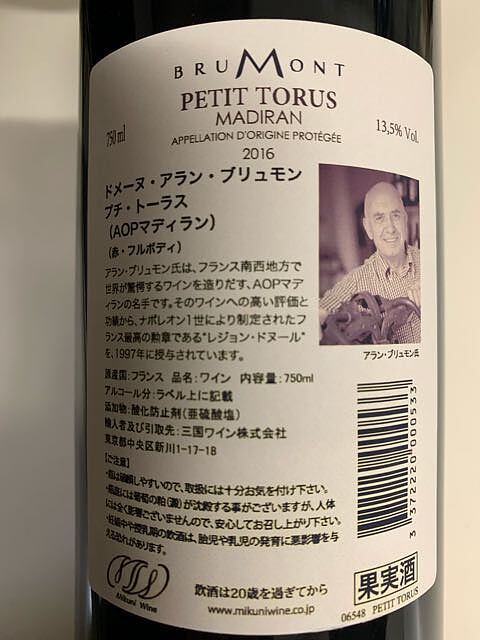 BRUMONT
PETIT TORUS
MADIRAN
APPELLATION D'ORIGINE PROTÉGÉE
750 ml
13,5% Vol.
2016
ドメーヌ・アラン・ブリュモン
プチ・トーラス
（AOPマディラン）
（赤・フルボディ）
アラン・ブリュモン氏は、フランス南西地方で
世界が驚愕するワインを造りだす、AOPマデ
ィランの名手です。そのワインへの高い評価と
功績から、ナポレオン1世により制定されたフ
ランス最高の勲章である"レジョン・ドヌール"
を、1997年に授与されています。
アラン・ブリュモン氏
原産国：フランス 品名：ワイン 内容量：750ml
アルコール分：ラベル上に記載
添加物：酸化防止剤（亜硫酸塩）
輸入者及び引取先：三国ワイン株式会社
東京都中央区新川1-17-18
【ご注意】
・瓶は破損しやすいので、取扱には十分お気を付け下さい。
・瓶底には葡萄の粕（澱）が沈殿する事がございますが、人体
には全く影響ございませんので、安心してお召し上がり下さい。
・妊娠中や授乳期の飲酒は、胎児や乳児の発育に悪影響を与
える恐れがあります。
3 372220 000533
Mikuni Wine
飲酒は20歳を過ぎてから
www.mikuniwine.co.jp
果実酒
06548 PETIT TORUS